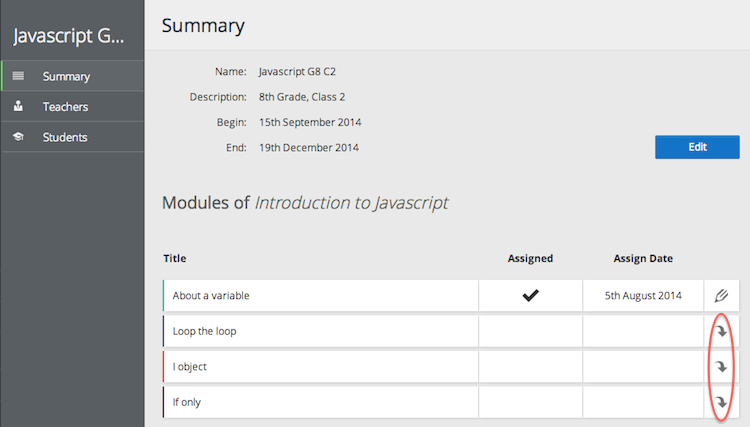 Javascript G...
Summary
Teachers
Students
Summary
Name: Javascript G8 C2
Description: 8th Grade, Class 2
Begin: 15th September 2014
End: 19th December 2014
Edit
Modules of Introduction to Javascript
Title Assigned Assign Date
About a variable 5th August 2014
Loop the loop
I object
If only